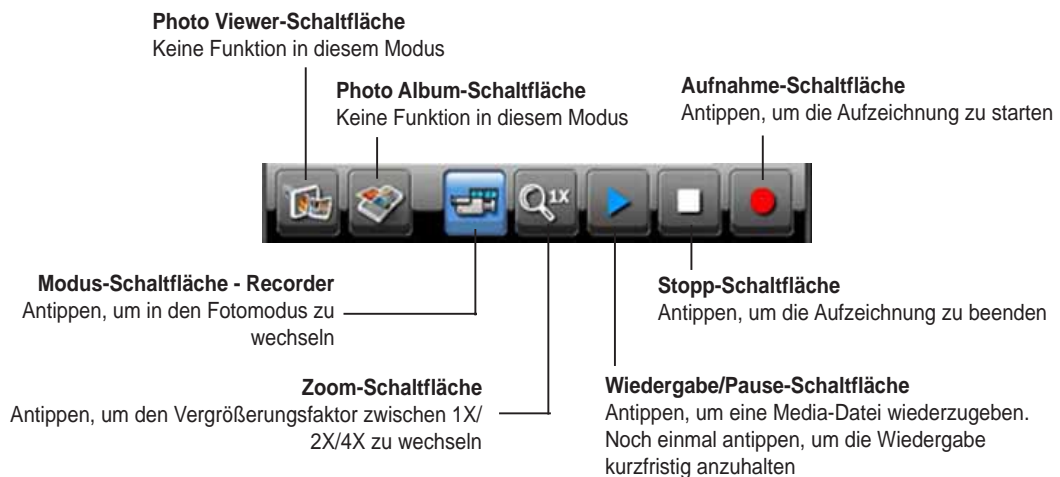 Photo Viewer-Schaltfläche
Keine Funktion in diesem Modus
Photo Album-Schaltfläche
Keine Funktion in diesem Modus
Aufnahme-Schaltfläche
Antippen, um die Aufzeichnung zu starten
1X
Modus-Schaltfläche - Recorder
Antippen, um in den Fotomodus zu
wechseln
Stopp-Schaltfläche
Antippen, um die Aufzeichnung zu beenden
Zoom-Schaltfläche
Antippen, um den Vergrößerungsfaktor zwischen 1X/
2X/4X zu wechseln
Wiedergabe/Pause-Schaltfläche
Antippen, um eine Media-Datei wiederzugeben.
Noch einmal antippen, um die Wiedergabe
kurzfristig anzuhalten